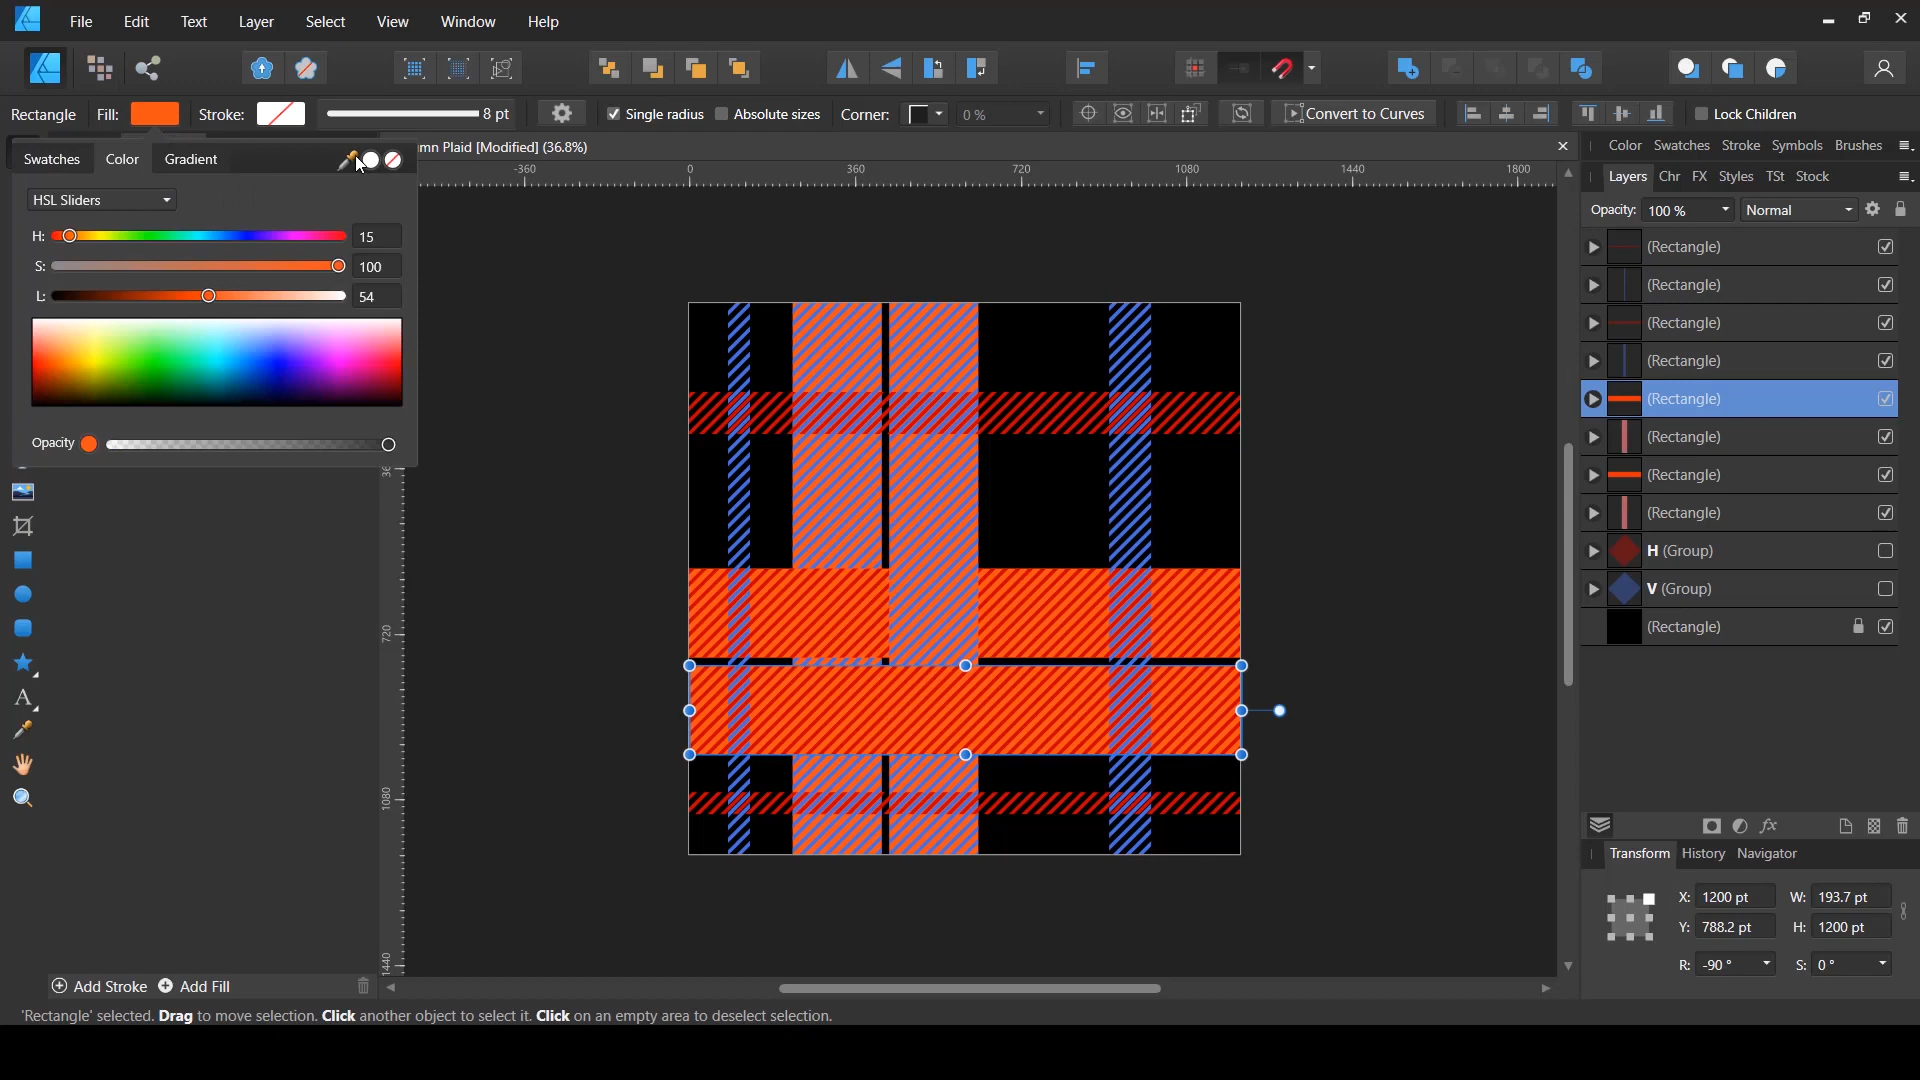 File Edit Text Layer Select View Window Help
Rectangle Fill: Stroke: 8 pt Single radius Absolute sizes Corner: 0 % Convert to Curves Lock Children
Swatches Color Gradient
mn Plaid [Modified] (36.8%)
Color Swatches Stroke Symbols Brushes
-360 0 360 720 1080 1440 1800
Layers Chr FX Styles TSt Stock
HSL Sliders
Opacity: 100 % Normal
H: 15
S: 100
L: 54
Opacity
(Rectangle)
(Rectangle)
(Rectangle)
(Rectangle)
(Rectangle)
(Rectangle)
(Rectangle)
(Rectangle)
H (Group)
V (Group)
(Rectangle)
720
1080
1440
A
Transform History Navigator
X: 1200 pt W: 193.7 pt
Y: 788.2 pt H: 1200 pt
R: -90 ° S: 0 °
Add Stroke Add Fill
'Rectangle' selected. Drag to move selection. Click another object to select it. Click on an empty area to deselect selection.